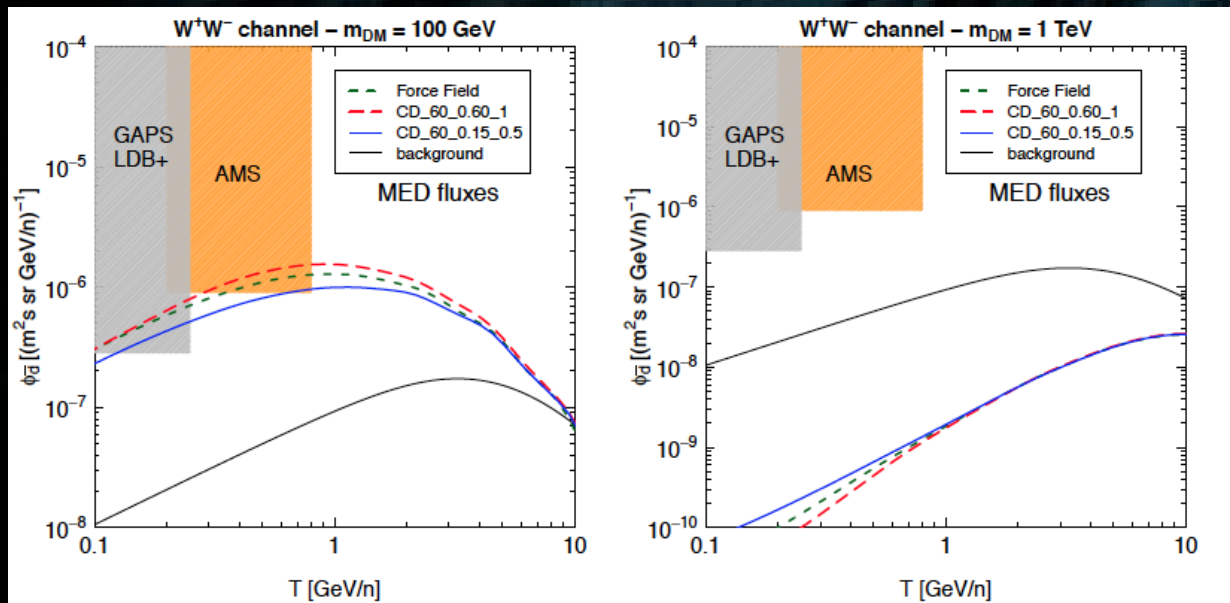 W⁺W⁻ channel – m_DM = 100 GeV
10⁻⁴
10⁻⁵
10⁻⁶
10⁻⁷
10⁻⁸
ϕ_d̅ [(m²s sr GeV/n)⁻¹]
GAPS
LDB+
AMS
Force Field
CD_60_0.60_1
CD_60_0.15_0.5
background
MED fluxes
0.1
1
10
T [GeV/n]
W⁺W⁻ channel – m_DM = 1 TeV
10⁻⁴
10⁻⁵
10⁻⁶
10⁻⁷
10⁻⁸
10⁻⁹
10⁻¹⁰
ϕ_d̅ [(m²s sr GeV/n)⁻¹]
GAPS
LDB+
AMS
Force Field
CD_60_0.60_1
CD_60_0.15_0.5
background
MED fluxes
0.1
1
10
T [GeV/n]